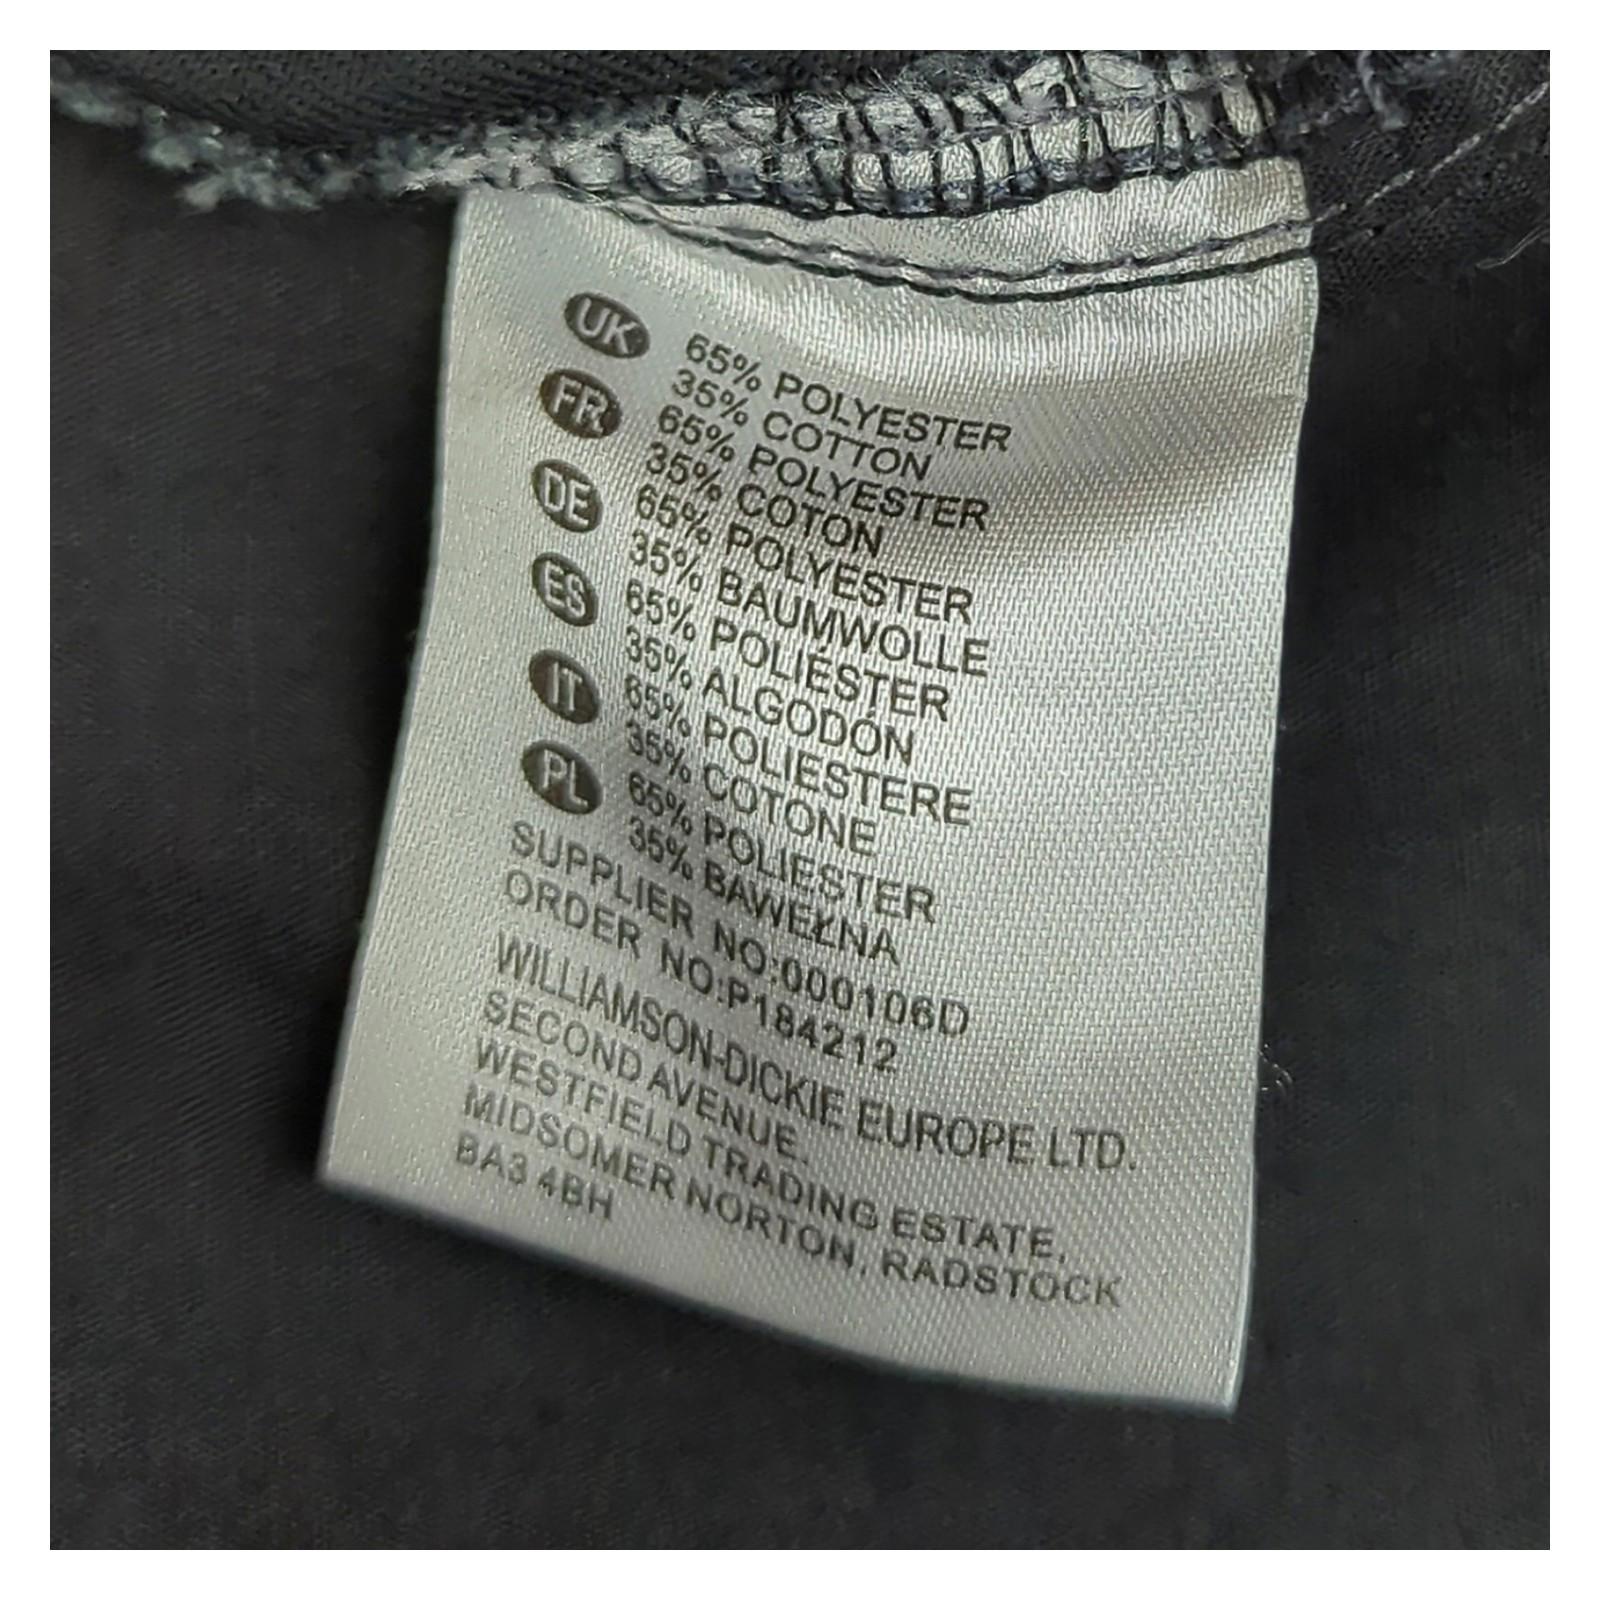 UK 65% POLYESTER
35% COTTON
FR 65% POLYESTER
35% COTON
DE 65% POLYESTER
35% BAUMWOLLE
ES 65% POLIÉSTER
35% ALGODÓN
IT 65% POLIESTERE
35% COTONE
PL 65% POLIESTER
35% BAWEŁNA
SUPPLIER NO:000106D
ORDER NO:P184212
WILLIAMSON-DICKIE EUROPE LTD.
SECOND AVENUE.
WESTFIELD TRADING ESTATE,
MIDSOMER NORTON, RADSTOCK
BA3 4BH